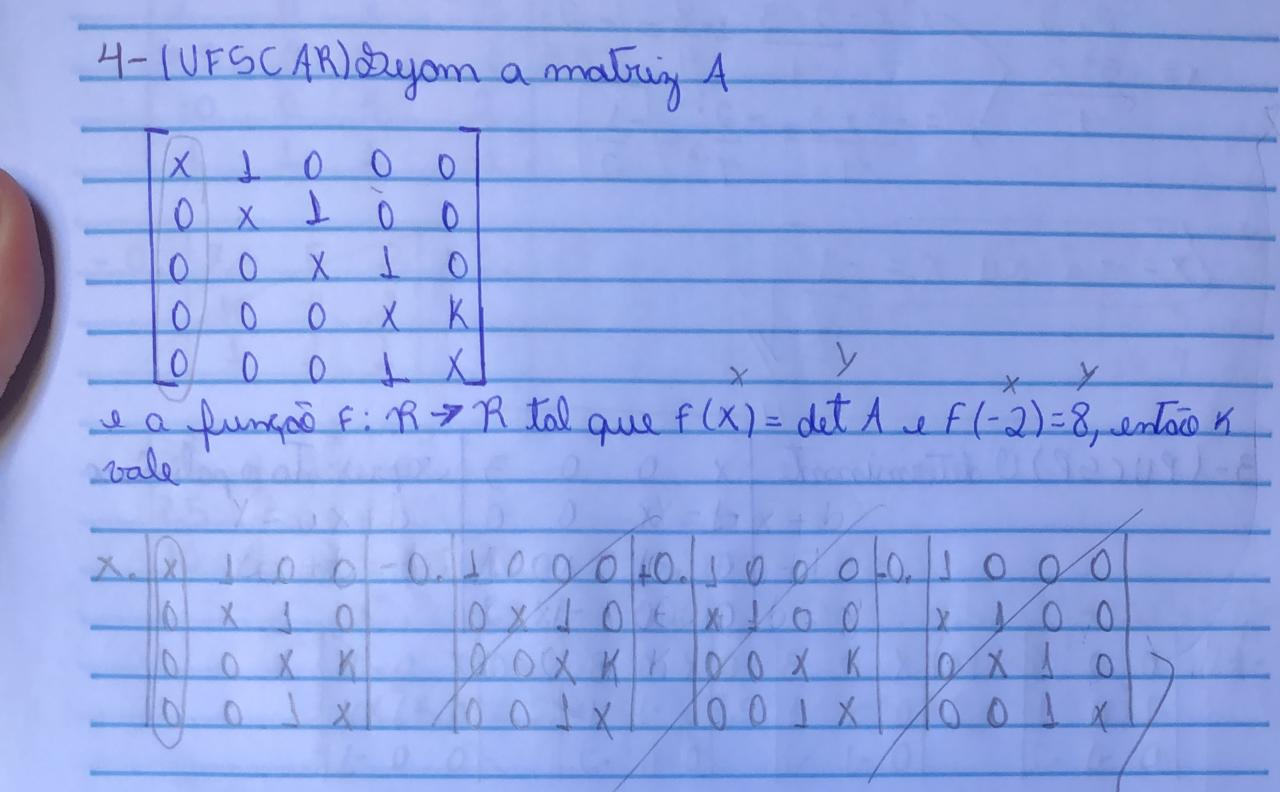 4-(UFSCAR) Sejam a matriz A
x 1 0 0 0
0 x 1 0 0
0 0 x 1 0
0 0 0 x K
0 0 0 1 x
x y x y
e a função f: R → R tal que f(x) = det A e f(-2)=8, então K
vale
x. |x 1 0 0| -0. |1 0 0 0| +0. |1 0 0 0| -0. |1 0 0 0|
|0 x 1 0| |0 x 1 0| |x 1 0 0| |x 1 0 0|
|0 0 x K| |0 0 x K| |0 0 x K| |0 x 1 0|
|0 0 1 x| |0 0 1 x| |0 0 1 x| |0 0 1 x|